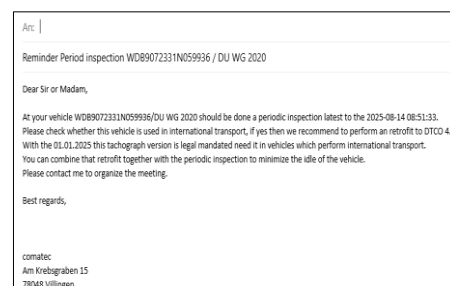 An:
Reminder Period inspection WDB9072331N059936 / DU WG 2020
Dear Sir or Madam,
At your vehicle WDB9072331N059936/DU WG 2020 should be done a periodic inspection latest to the 2025-08-14 08:51:33.
Please check whether this vehicle is used in international transport, if yes then we recommend to perform an retrofit to DTCO 4.
With the 01.01.2025 this tachograph version is legal mandated need it in vehicles which perform international transport.
You can combine that retrofit together with the periodic inspection to minimize the idle of the vehicle.
Please contact me to organize the meeting.
Best regards,
comatec
Am Krebsgraben 15
78048 Villingen